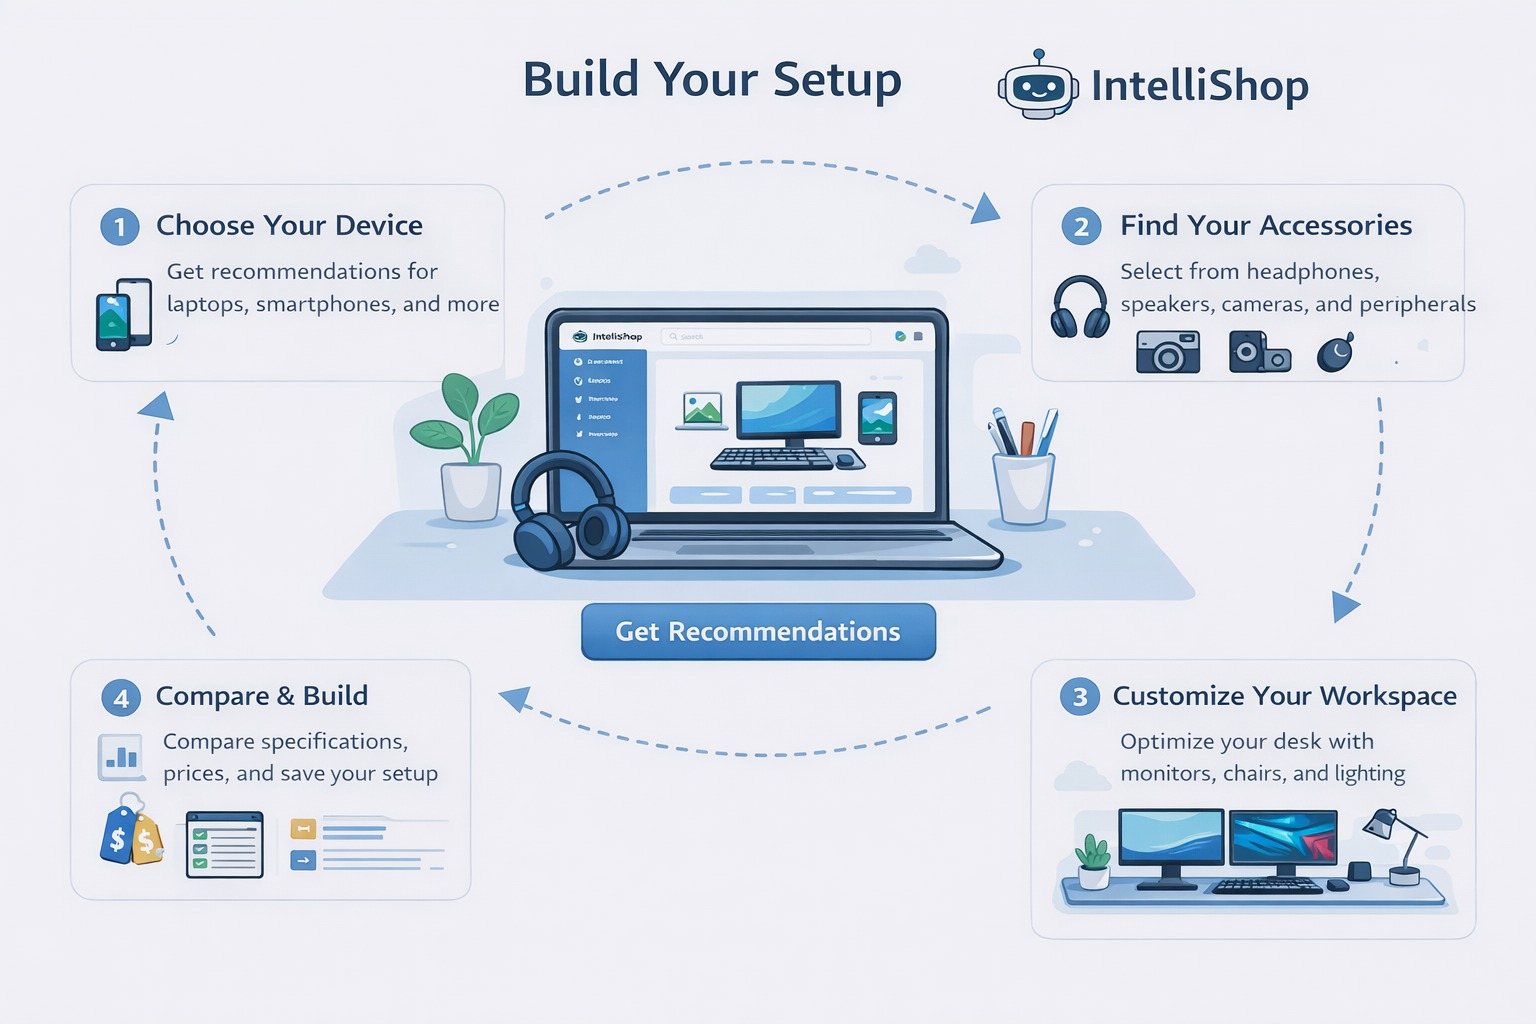 Build Your Setup
IntelliShop
1 Choose Your Device
Get recommendations for
laptops, smartphones, and more
2 Find Your Accessories
Select from headphones,
speakers, cameras, and peripherals
InteliShop
Search
Get Recommendations
4 Compare & Build
Compare specifications,
prices, and save your setup
$ $
3 Customize Your Workspace
Optimize your desk with
monitors, chairs, and lighting